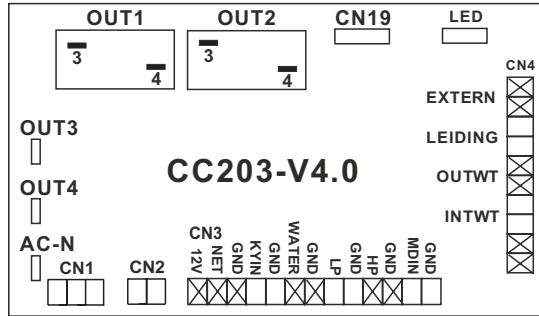 OUT1 OUT2 CN19 LED
3 4 3 4
CN4
EXTERN
LEIDING
OUTWT
INTWT
OUT3
OUT4
AC-N
CC203-V4.0
CN1 CN2 CN3
12V NET GND KYIN GND WATER GND LP GND HP GND MDIN GND